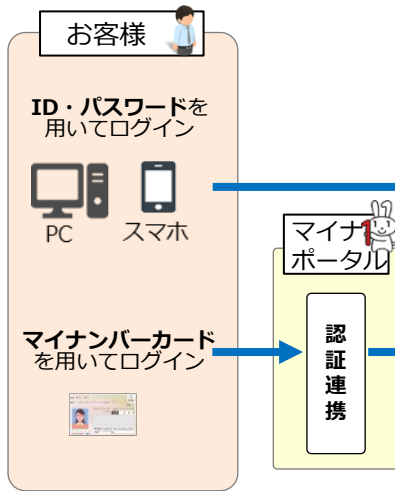 お客様
ID・パスワードを
用いてログイン
PC
スマホ
マイナ
ポータル
マイナンバーカード
を用いてログイン
認証連携